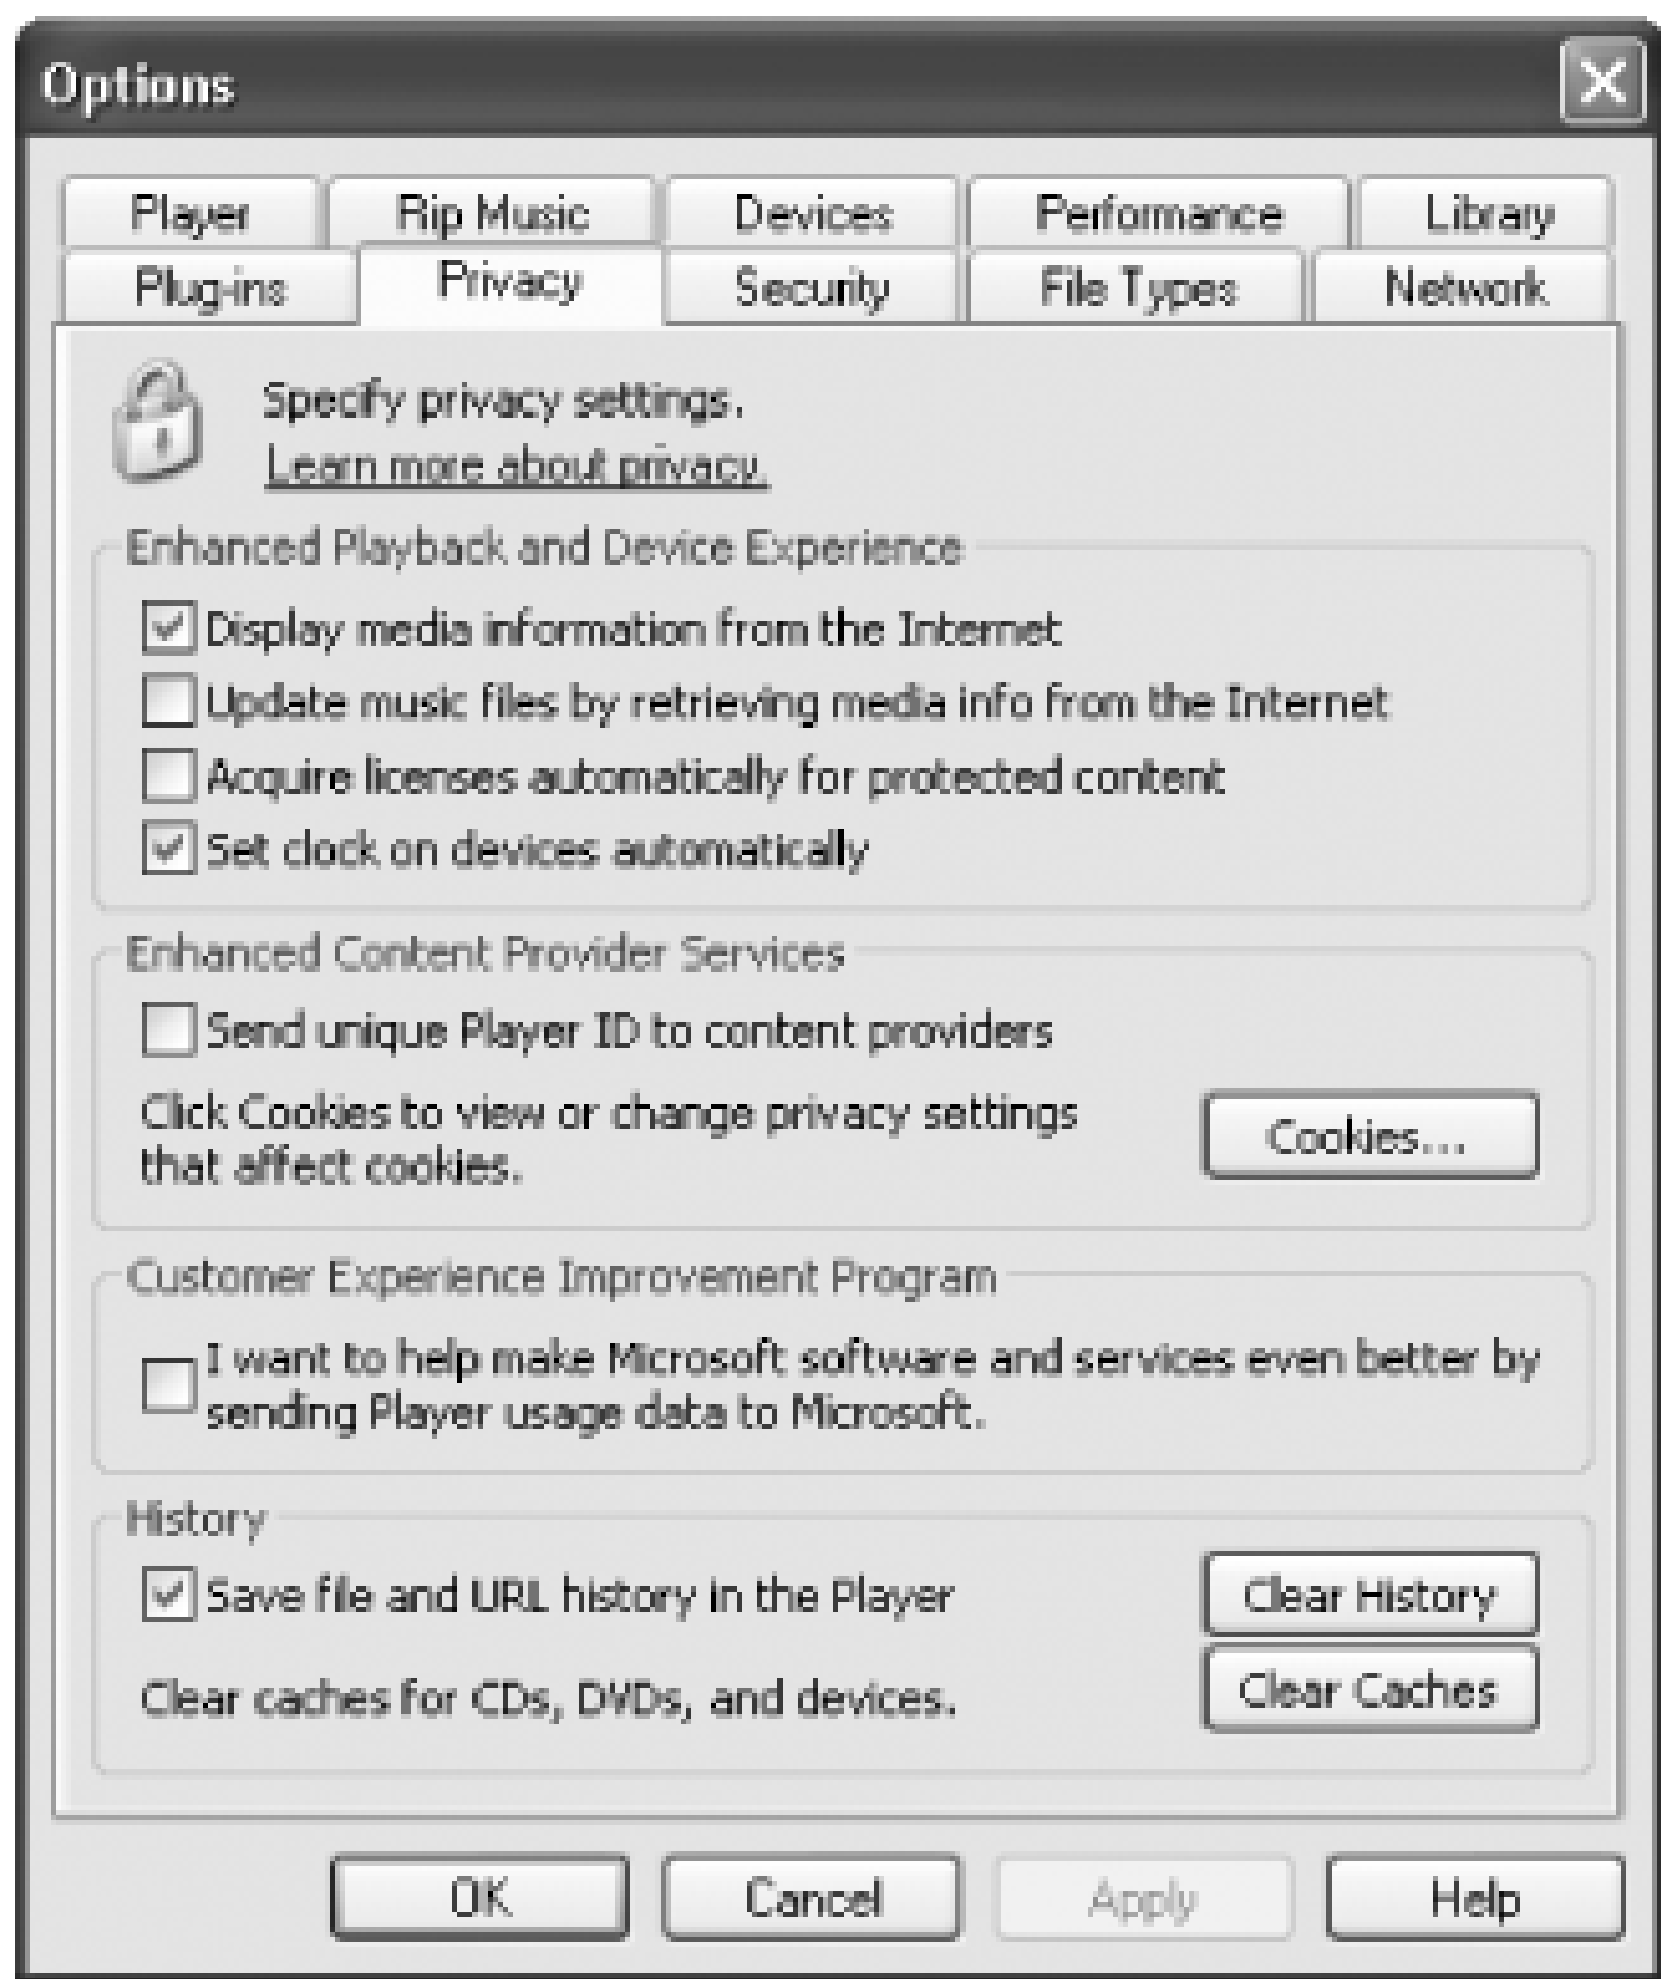 Options
Player Rip Music Devices Performance Library
Plug-ins Privacy Security File Types Network
Specify privacy settings.
Learn more about privacy.
Enhanced Playback and Device Experience
Display media information from the Internet
Update music files by retrieving media info from the Internet
Acquire licenses automatically for protected content
Set clock on devices automatically
Enhanced Content Provider Services
Send unique Player ID to content providers
Click Cookies to view or change privacy settings
that affect cookies.
Cookies...
Customer Experience Improvement Program
I want to help make Microsoft software and services even better by
sending Player usage data to Microsoft.
History
Save file and URL history in the Player
Clear History
Clear caches for CDs, DVDs, and devices.
Clear Caches
OK Cancel Apply Help